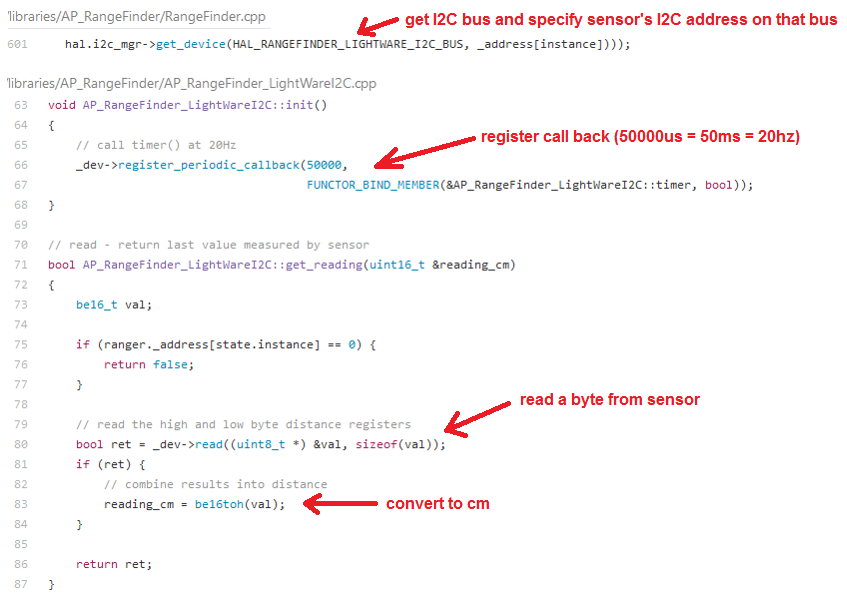 'libraries/AP_RangeFinder/RangeFinder.cpp
get I2C bus and specify sensor's I2C address on that bus
601 hal.i2c_mgr->get_device(HAL_RANGEFINDER_LIGHTWARE_I2C_BUS, _address[instance])));
'libraries/AP_RangeFinder/AP_RangeFinder_LightWareI2C.cpp
63 void AP_RangeFinder_LightWareI2C::init()
64 {
65 // call timer() at 20Hz
register call back (50000us = 50ms = 20hz)
66 _dev->register_periodic_callback(50000,
67 FUNCTOR_BIND_MEMBER(&AP_RangeFinder_LightWareI2C::timer, bool));
68 }
69
70 // read - return last value measured by sensor
71 bool AP_RangeFinder_LightWareI2C::get_reading(uint16_t &reading_cm)
72 {
73 be16_t val;
74
75 if (ranger._address[state.instance] == 0) {
76 return false;
77 }
78
read a byte from sensor
79 // read the high and low byte distance registers
80 bool ret = _dev->read((uint8_t *) &val, sizeof(val));
81 if (ret) {
82 // combine results into distance
83 reading_cm = be16toh(val);
convert to cm
84 }
85
86 return ret;
87 }